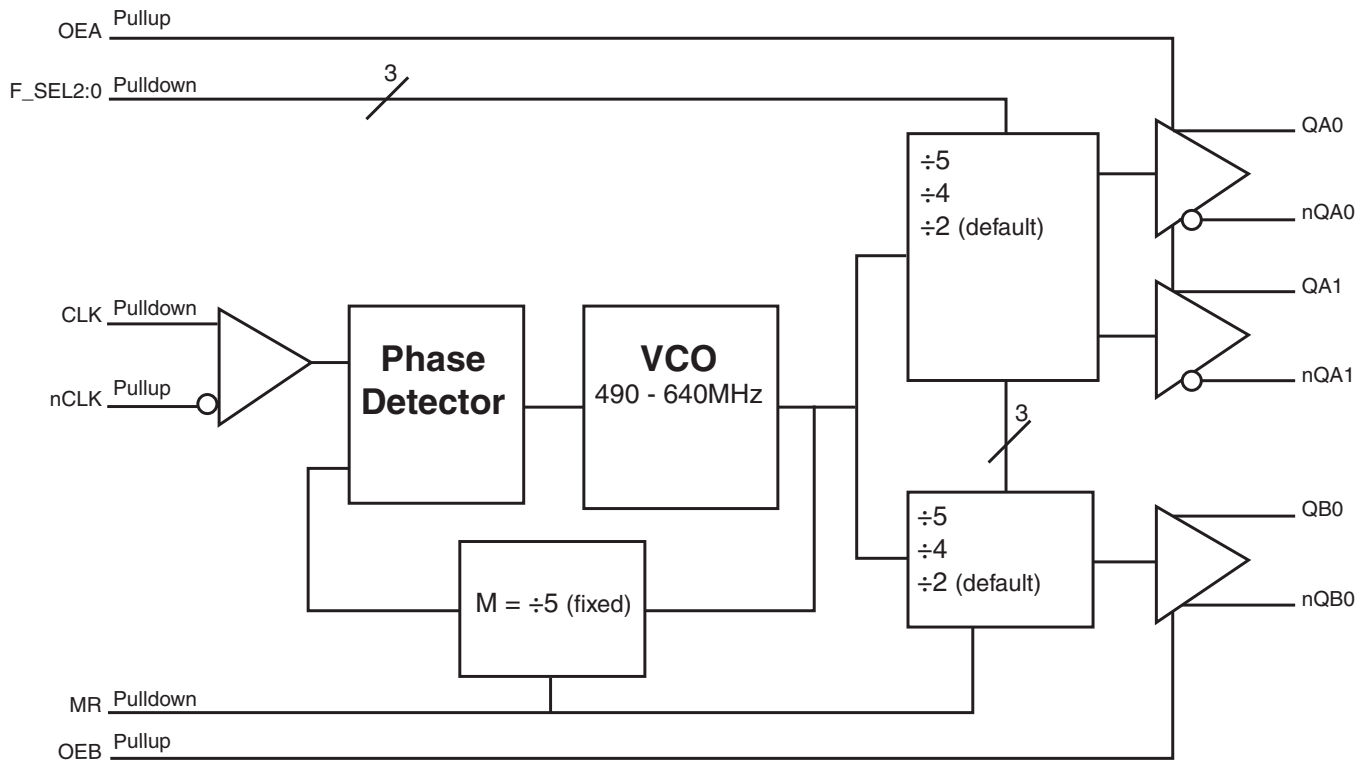 OEA Pullup
F_SEL2:0 Pulldown
3
QA0
÷5
÷4
÷2 (default)
nQA0
QA1
nQA1
CLK Pulldown
nCLK Pullup
Phase
Detector
VCO
490 - 640MHz
3
÷5
÷4
÷2 (default)
QB0
nQB0
M = ÷5 (fixed)
MR Pulldown
OEB Pullup